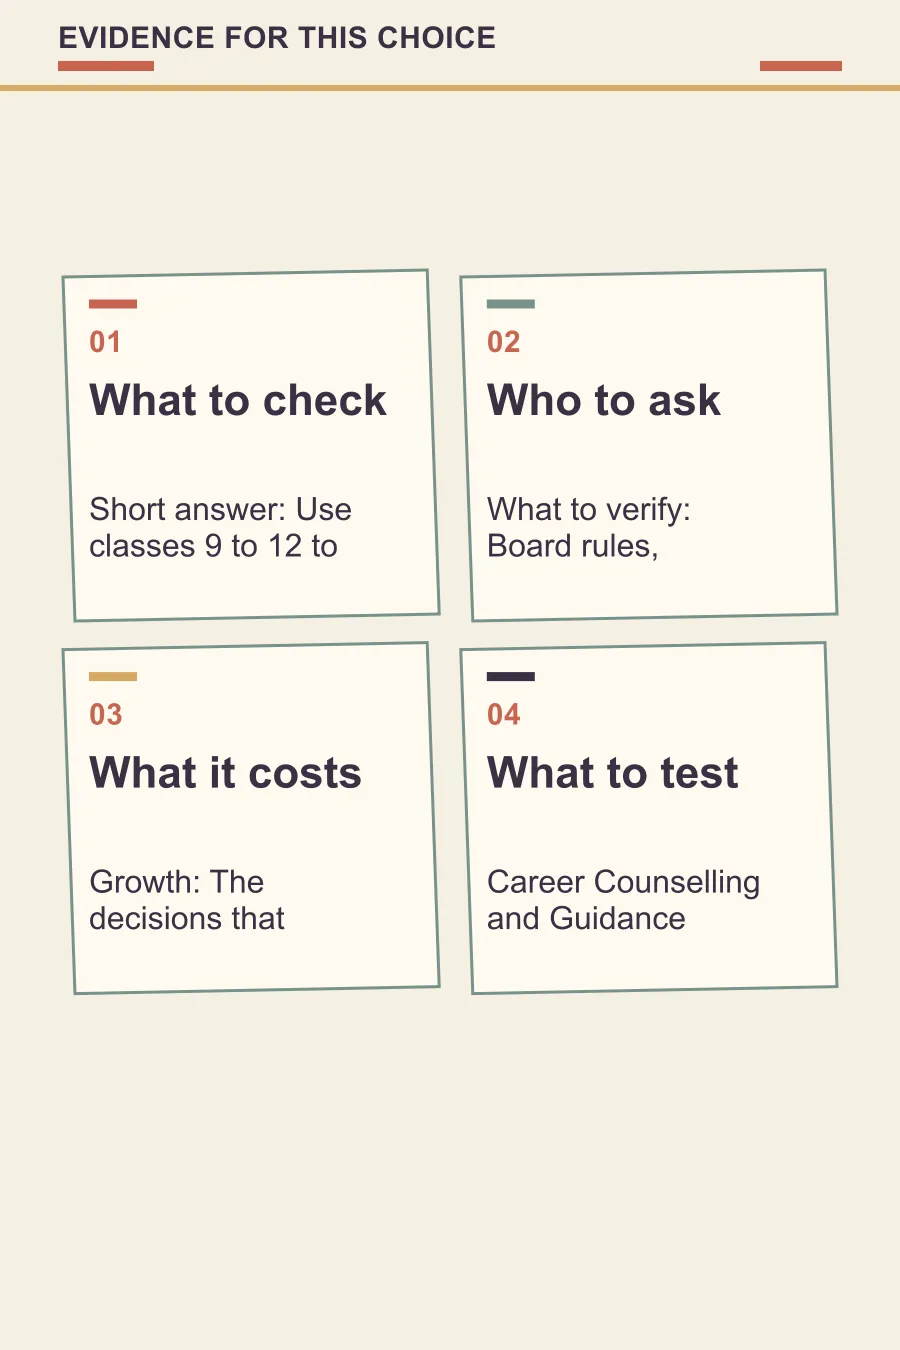 EVIDENCE FOR THIS CHOICE
01
What to check
Short answer: Use
classes 9 to 12 to
02
Who to ask
What to verify:
Board rules,
03
What it costs
Growth: The
decisions that
04
What to test
Career Counselling
and Guidance